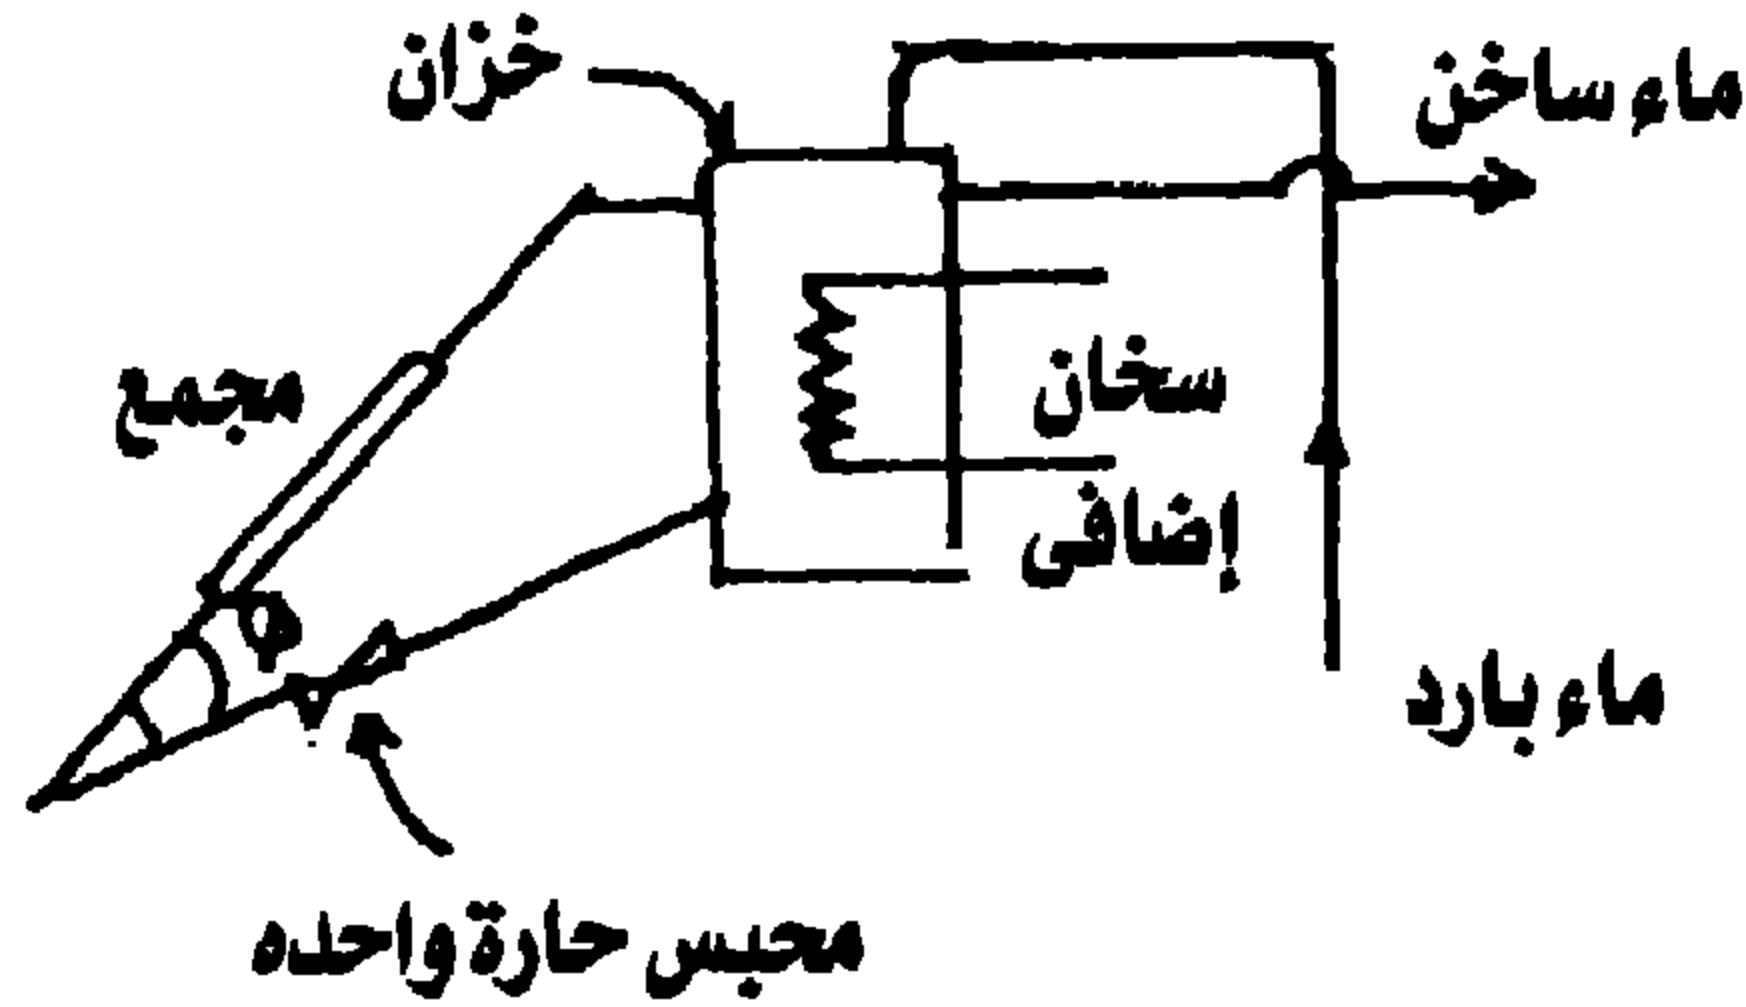 خزان
ماء ساخن
مجمع
سخان
إضافى
ماء بارد
محبس حارة واحده